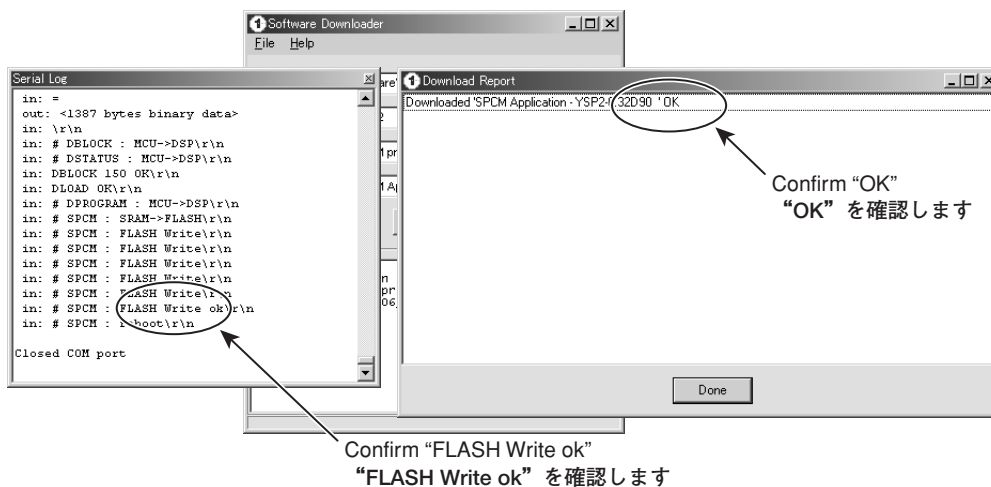 Software Downloader
File Help
Serial Log
in: =
out: <1387 bytes binary data>
in: \r\n
in: # DBLOCK : MCU->DSP\r\n
in: # DSTATUS : MCU->DSP\r\n
in: DBLOCK 150 OK\r\n
in: DLOAD OK\r\n
in: # DPROGRAM : MCU->DSP\r\n
in: # SPCM : SRAM->FLASH\r\n
in: # SPCM : FLASH Write\r\n
in: # SPCM : FLASH Write\r\n
in: # SPCM : FLASH Write\r\n
in: # SPCM : FLASH Write\r\n
in: # SPCM : FLASH Write\r\n
in: # SPCM : FLASH Write ok\r\n
in: # SPCM : reboot\r\n
Closed COM port
Download Report
Downloaded 'SPCM Application - YSP2- 32D90 ' OK
Confirm “OK”
“OK” を確認します
Done
Confirm “FLASH Write ok”
“FLASH Write ok” を確認します